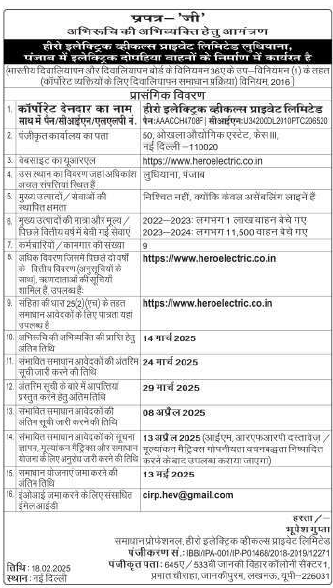 प्रपत्र– 'जी'
अभिरूचि की अभिव्यक्ति हेतु आमंत्रण
हीरो इलेक्ट्रिक व्हीकल्स प्राइवेट लिमिटेड लुधियाना,
पंजाब में इलेक्ट्रिक दोपहिया वाहनों के निर्माण में कार्यरत है
(भारतीय दिवालियापन और दिवालियापन बोर्ड के विनियमन 36ए के उप–विनियमन (1) के तहत
(कॉर्पोरेट व्यक्तियों के लिए दिवालियापन समाधान प्रक्रिया) विनियम, 2016)
प्रासंगिक विवरण
1. कॉर्पोरेट देनदार का नाम साथ में पेन/सीआईएन/एलएलपी नं. हीरो इलेक्ट्रिक व्हीकल्स प्राइवेट लिमिटेड पेन:AAACCH4708F | सीआईएन:U34200DL2010PTC206520
2. पंजीकृत कार्यालय का पता 50, ओखला औद्योगिक एस्टेट, फेस III, नई दिल्ली –110020
3. वेबसाइट का यूआरएल https://www.heroelectric.co.in
4. उस स्थान का विवरण जहां अधिकांश अचल संपत्तियां स्थित हैं लुधियाना, पंजाब
5. मुख्य उत्पादों/सेवाओं की स्थापित क्षमता निश्चित नहीं, क्योंकि केवल असेंबलिंग लाइनें हैं
6. मुख्य उत्पादों की मात्रा और मूल्य/ पिछले वित्तीय वर्ष में बेची गई सेवाएं 2022–2023: लगभग 1 लाख वाहन बेचे गए 2023–2024: लगभग 11,500 वाहन बेचे गए
7. कर्मचारियों/कामगारों की संख्या 9
8. अधिक विवरण जिसमें पिछले दो वर्षों के वित्तीय विवरण (अनुसूचियों के साथ), ऋणदाताओं की सूचियां शामिल हैं, उपलब्ध हैं: https://www.heroelectric.co.in
9. संहिता की धारा 25(2)(एच) के तहत समाधान आवेदकों के लिए पात्रता यहां उपलब्ध है https://www.heroelectric.co.in
10. अभिरूचि की अभिव्यक्ति की प्राप्ति हेतु अंतिम तिथि 14 मार्च 2025
11. संभावित समाधान आवेदकों की अंतरिम सूची जारी करने की तिथि 24 मार्च 2025
12. अंतरिम सूची के बारे में आपत्तियां प्रस्तुत करने हेतु अंतिम तिथि 29 मार्च 2025
13. संभावित समाधान आवेदकों की अंतिम सूची जारी करने की तिथि 08 अप्रैल 2025
14. संभावित समाधान आवेदकों को सूचना ज्ञापन, मूल्यांकन मैट्रिक्स और समाधान योजना के लिए अनुरोध जारी करने की तिथि 13 अप्रैल 2025 (आईएम, आरएफआरपी दस्तावेज / मूल्यांकन मैट्रिक्स गोपनीयता वचनबद्धता निष्पादित करने के बाद उपलब्ध कराया जाएगा)
15. समाधान योजनाएं जमा करने की अंतिम तिथि 13 मई 2025
16. ईओआई जमा करने के लिए संसाधित ईमेल आईडी cirp.hev@gmail.com
हस्ता/–
भूपेश गुप्ता
समाधान प्रोफेशनल, हीरो इलेक्ट्रिक व्हीकल्स प्राइवेट लिमिटेड
पंजीकरण सं.: IBBI/IPA-001/IP-P01468/2018-2019/12271
तिथि : 18.02.2025 पंजीकृत पता: 645ए / 533 बी जानकी विहार कॉलोनी सेक्टर 1,
स्थान : नई दिल्ली प्रभात चौराहा, जानकीपुरम, लखनऊ, यूपी–226021